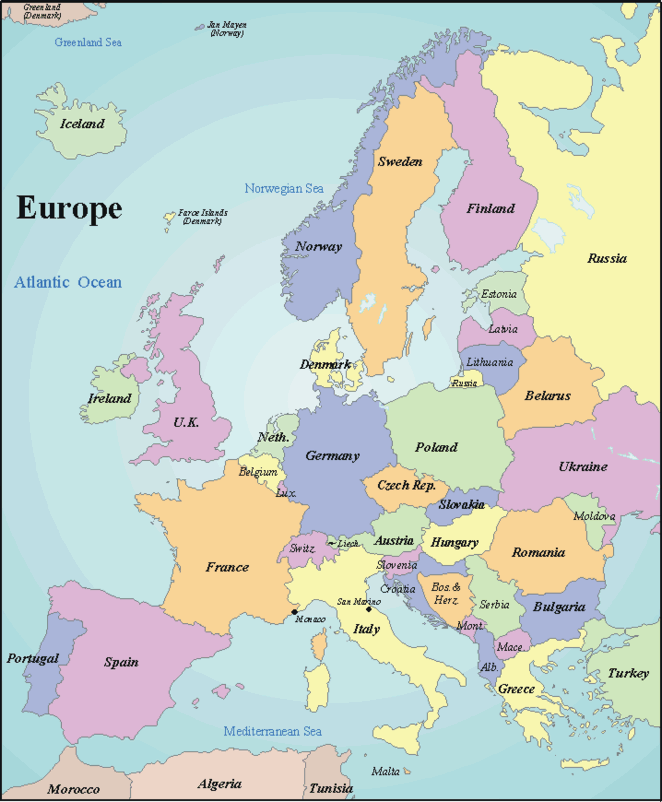 Greenland
(Denmark)
Jan Mayen
(Norway)
Greenland Sea
Iceland
Sweden
Norwegian Sea
Europe
Faroe Islands
(Denmark)
Finland
Norway
Russia
Atlantic Ocean
Estonia
Latvia
Denmark
Lithuania
Russia
Ireland
Belarus
U.K.
Neth.
Poland
Germany
Belgium
Ukraine
Czech Rep.
Lux.
Slovakia
Moldova
Austria
Hungary
Switz.
Liech.
Romania
France
Slovenia
Croatia
Bos. &
Herz.
San Marino
Serbia
Bulgaria
Monaco
Mont.
Italy
Mace.
Portugal
Spain
Alb.
Turkey
Greece
Mediterranean Sea
Malta
Morocco
Algeria
Tunisia